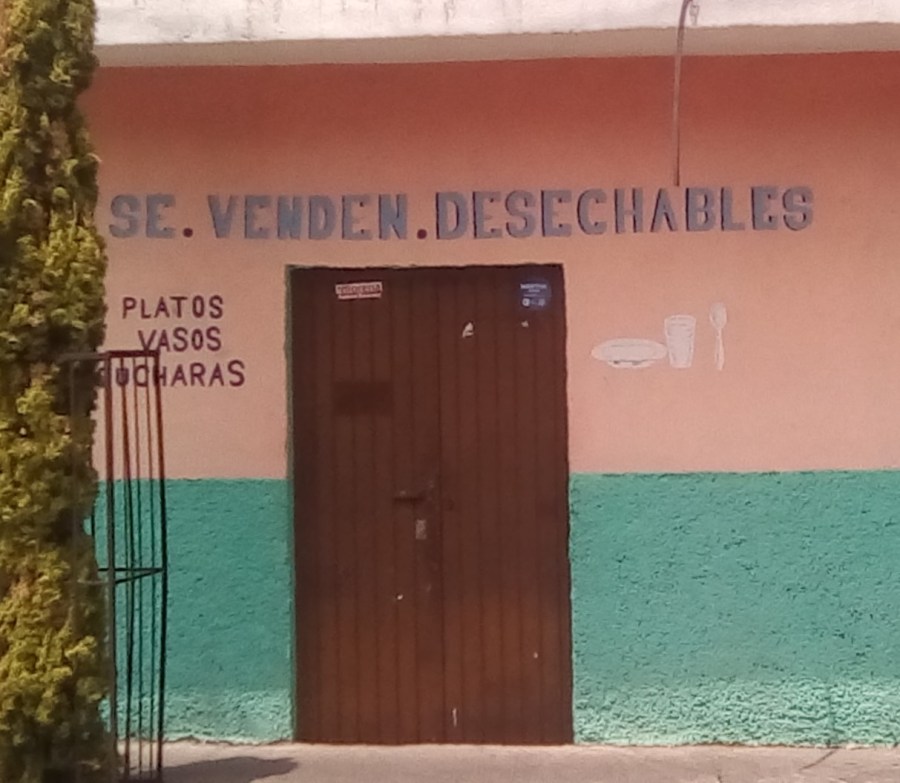 SE.VENDEN.DESECHABLES
PLATOS
VASOS
CUCHARAS